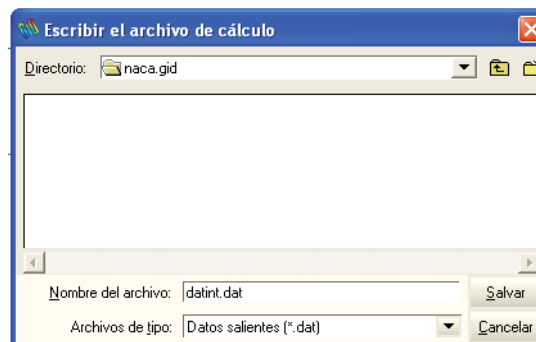 Escribir el archivo de cálculo
Directorio: naca.gid
Nombre del archivo: datint.dat Salvar
Archivos de tipo: Datos salientes (*.dat) Cancelar